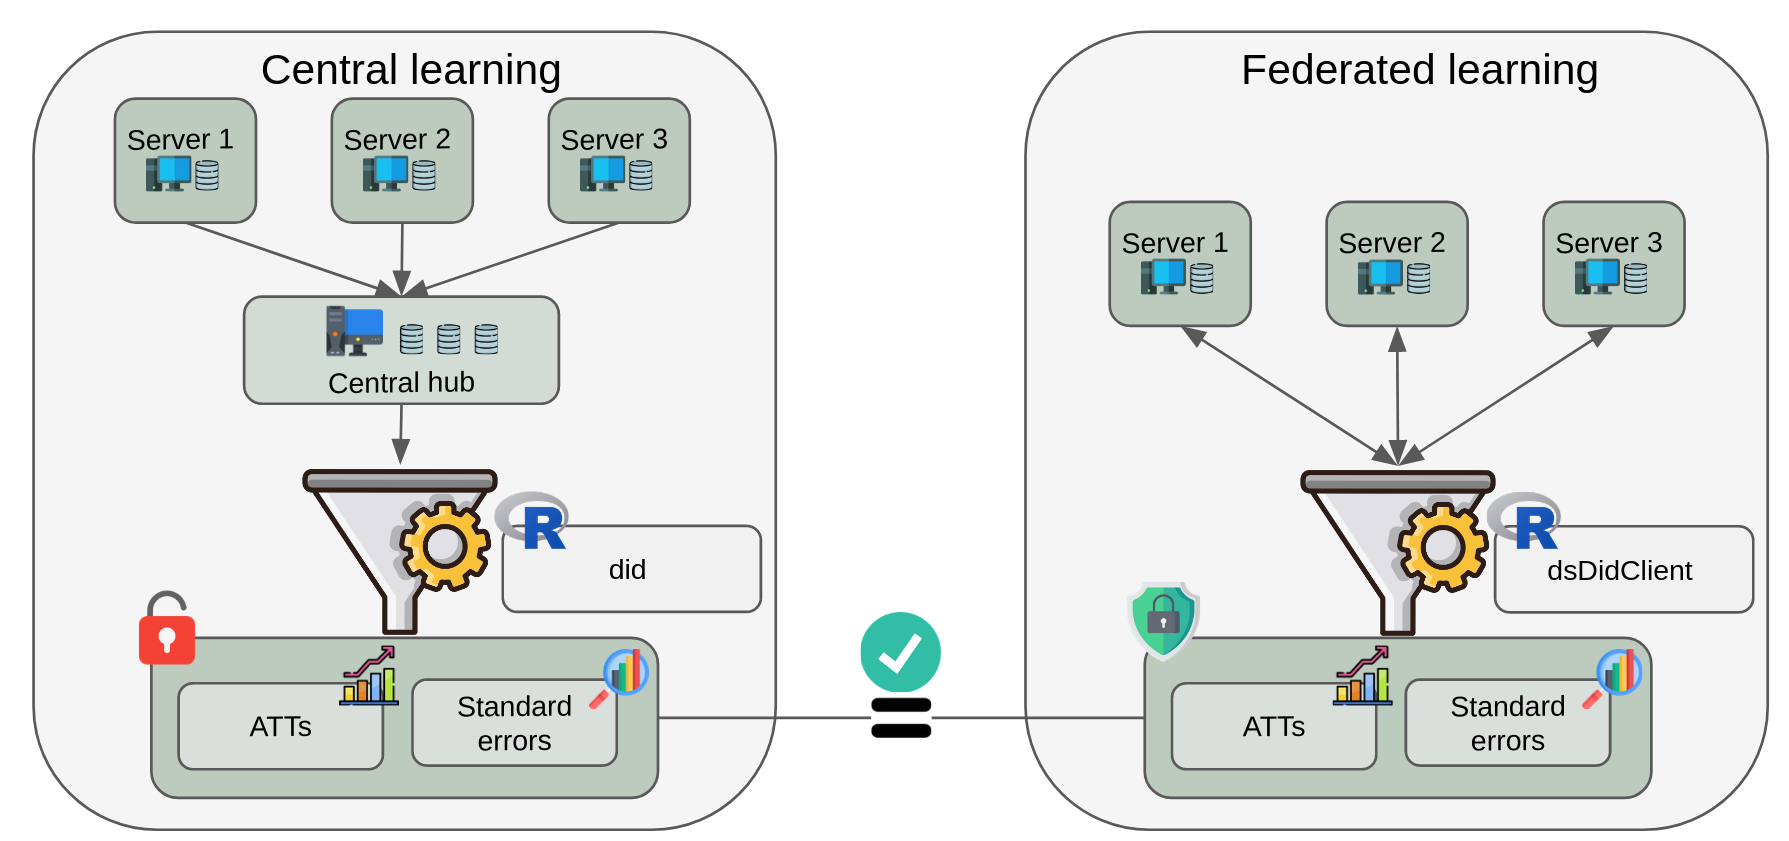 Central learning
Server 1
Server 2
Server 3
Central hub
R
did
ATTs
Standard
errors
Federated learning
Server 1
Server 2
Server 3
R
dsDidClient
ATTs
Standard
errors